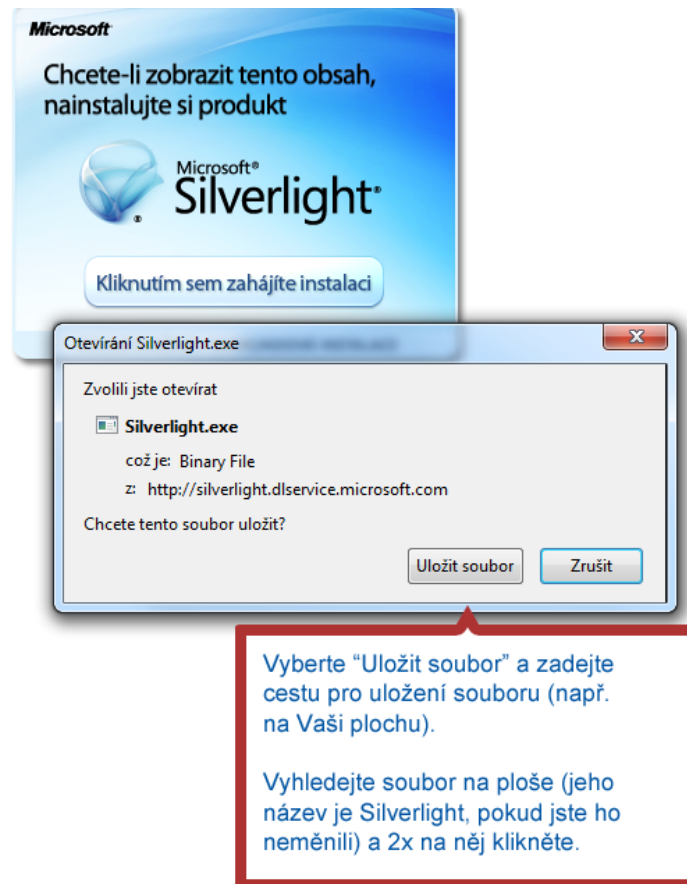 Microsoft
Chcete-li zobrazit tento obsah,
nainstalujte si produkt
Microsoft®
Silverlight®
®
Kliknutím sem zahájíte instalaci
Otevírání Silverlight.exe
Zvolili jste otevírat
Silverlight.exe
což je: Binary File
z: http://silverlight.dlservice.microsoft.com
Chcete tento soubor uložit?
Uložit soubor
Zrušit
Vyberte “Uložit soubor” a zadejte
cestu pro uložení souboru (např.
na Vaši plochu).
Vyhledejte soubor na ploše (jeho
název je Silverlight, pokud jste ho
neměnili) a 2x na něj klikněte.